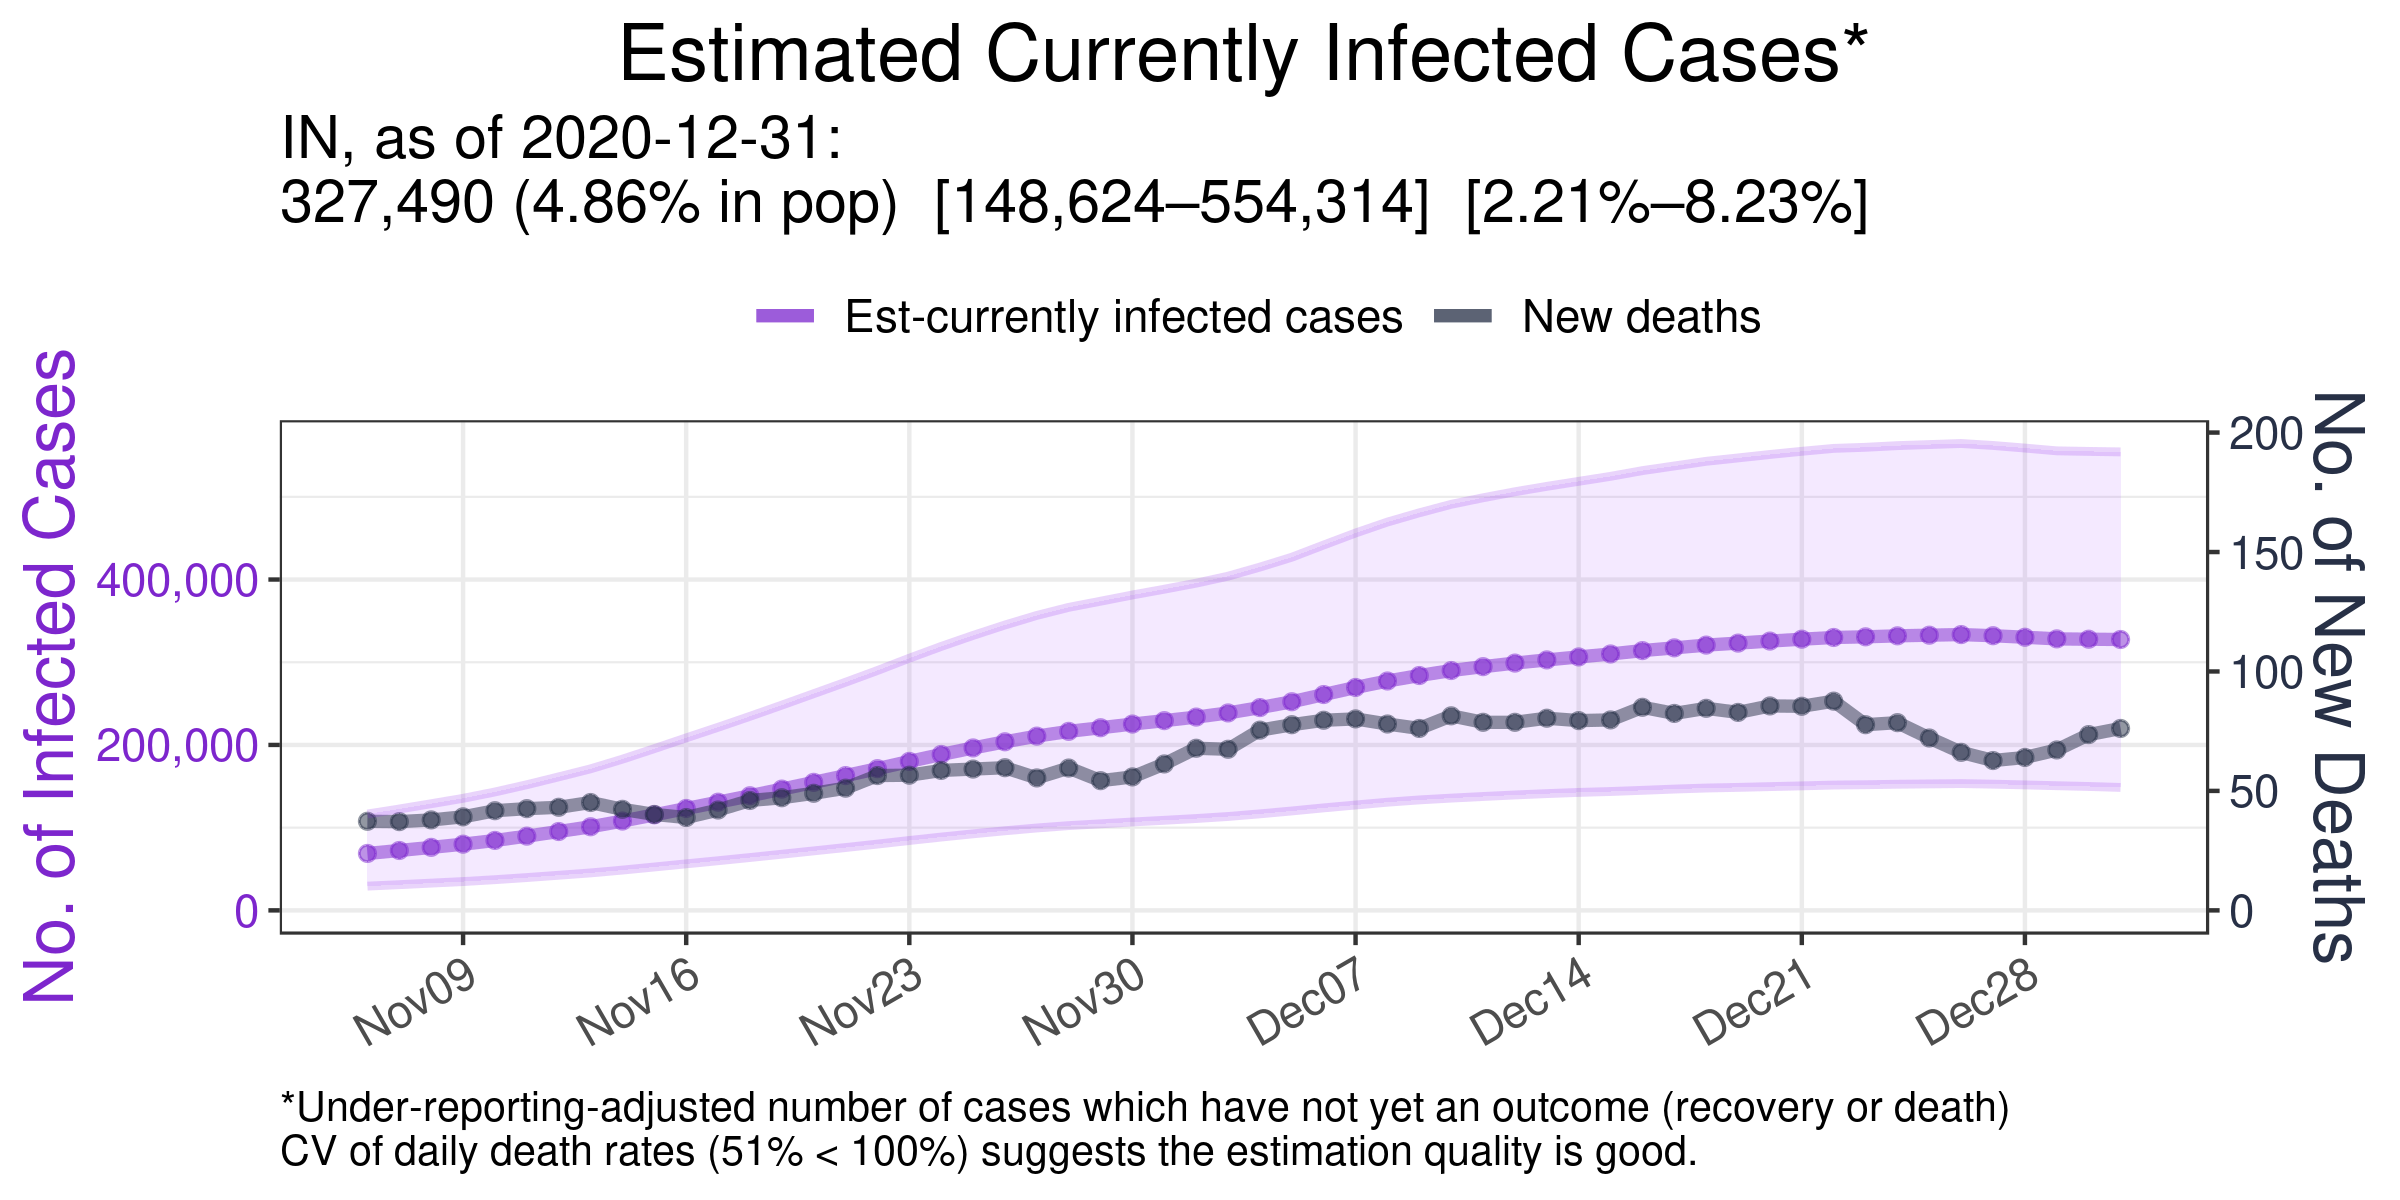 Estimated Currently Infected Cases*
IN, as of 2020-12-31:
327,490 (4.86% in pop)  [148,624–554,314]  [2.21%–8.23%]
Est-currently infected cases
New deaths
No. of Infected Cases
400,000
200,000
0
200
150
100
50
0
No. of New Deaths
Nov09
Nov16
Nov23
Nov30
Dec07
Dec14
Dec21
Dec28
*Under-reporting-adjusted number of cases which have not yet an outcome (recovery or death)
CV of daily death rates (51% < 100%) suggests the estimation quality is good.